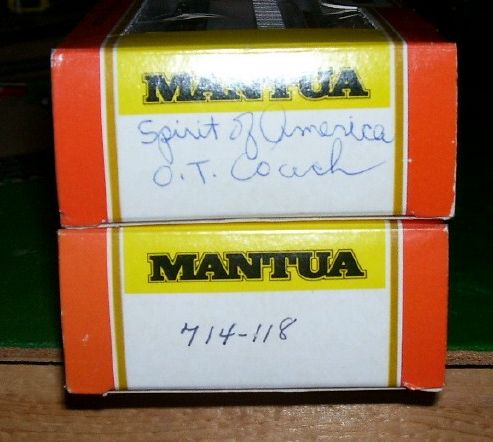 MANTUA
Spirit of America
O.T. Coach
MANTUA
714-118